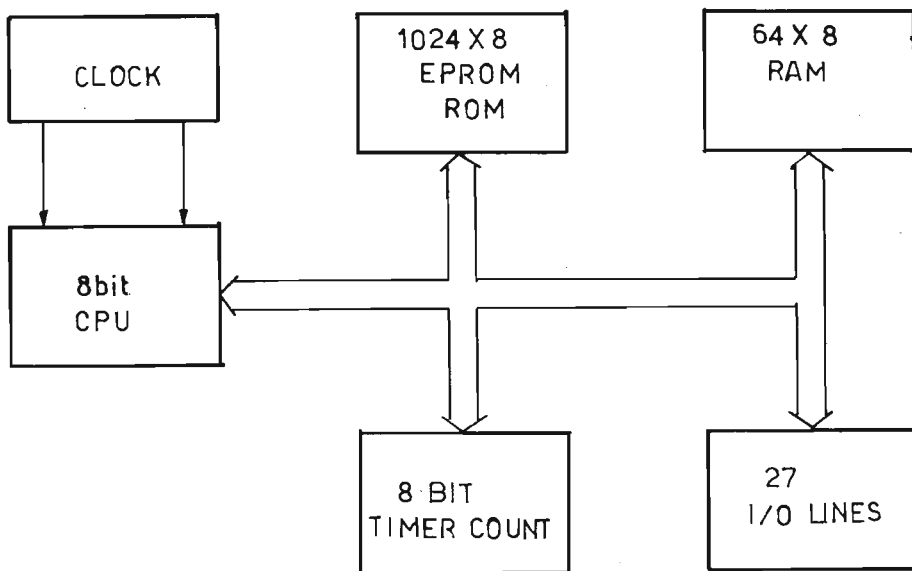 CLOCK
1024 X 8
EPROM
ROM
64 X 8
RAM
8bit
CPU
8 BIT
TIMER COUNT
27
I/O LINES